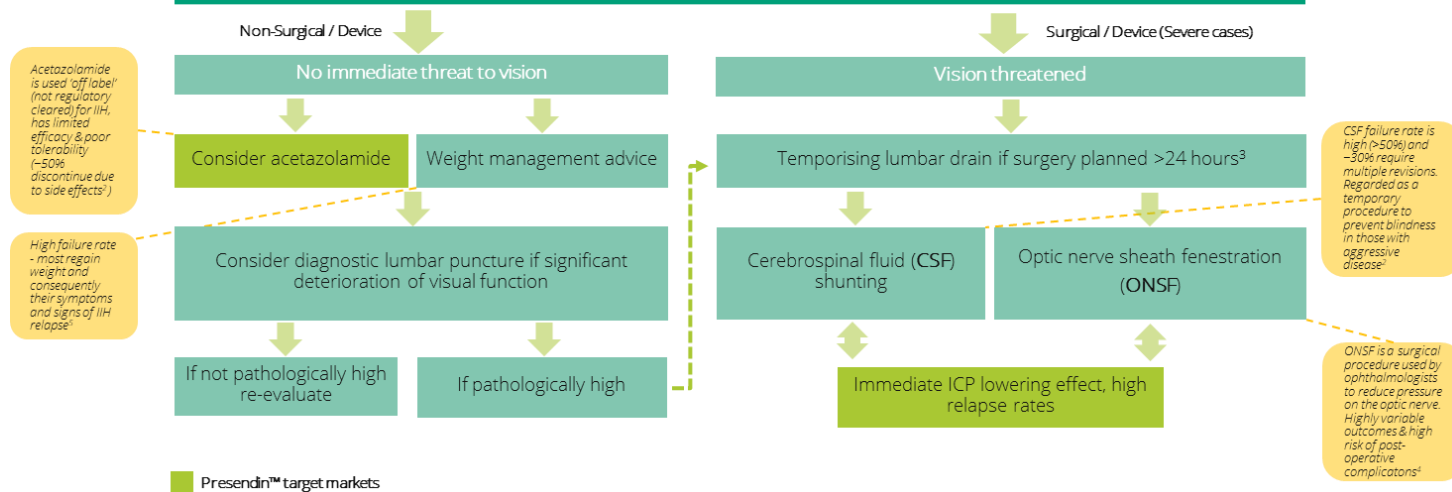 Non-Surgical / Device
Surgical / Device (Severe cases)
No immediate threat to vision
Vision threatened
Acetazolamide
is used ‘off label’
(not regulatory
cleared) for IIH,
has limited
efficacy & poor
tolerability
(~50%
discontinue due
to side effects²)
Consider acetazolamide
Weight management advice
Temporising lumbar drain if surgery planned >24 hours³
CSF failure rate is
high (>50%) and
~30% require
multiple revisions.
Regarded as a
temporary
procedure to
prevent blindness
in those with
aggressive
disease²
High failure rate
- most regain
weight and
consequently
their symptoms
and signs of IIH
relapse⁵
Consider diagnostic lumbar puncture if significant
deterioration of visual function
Cerebrospinal fluid (CSF)
shunting
Optic nerve sheath fenestration
(ONSF)
If not pathologically high
re-evaluate
If pathologically high
Immediate ICP lowering effect, high
relapse rates
ONSF is a surgical
procedure used by
ophthalmologists
to reduce pressure
on the optic nerve.
Highly variable
outcomes & high
risk of post-
operative
complicatons⁴
Presendin™ target markets